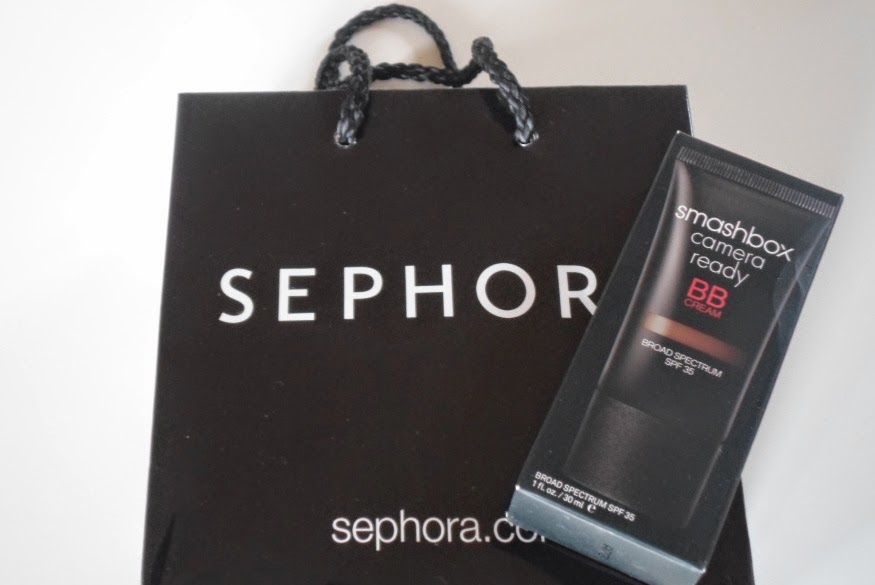 SEPHOR
sephora.co
smashbox
camera
ready
BB
CREAM
BROAD SPECTRUM
SPF 35
BROAD SPECTRUM SPF 35
1 fl. oz. / 30 ml e